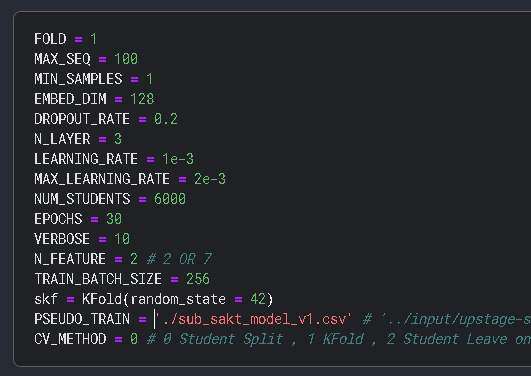 FOLD = 1
MAX_SEQ = 100
MIN_SAMPLES = 1
EMBED_DIM = 128
DROPOUT_RATE = 0.2
N_LAYER = 3
LEARNING_RATE = 1e-3
MAX_LEARNING_RATE = 2e-3
NUM_STUDENTS = 6000
EPOCHS = 30
VERBOSE = 10
N_FEATURE = 2 # 2 OR 7
TRAIN_BATCH_SIZE = 256
skf = KFold(random_state = 42)
PSEUDO_TRAIN = './sub_sakt_model_v1.csv' # '../input/upstage-s
CV_METHOD = 0 # 0 Student Split , 1 KFold , 2 Student Leave on